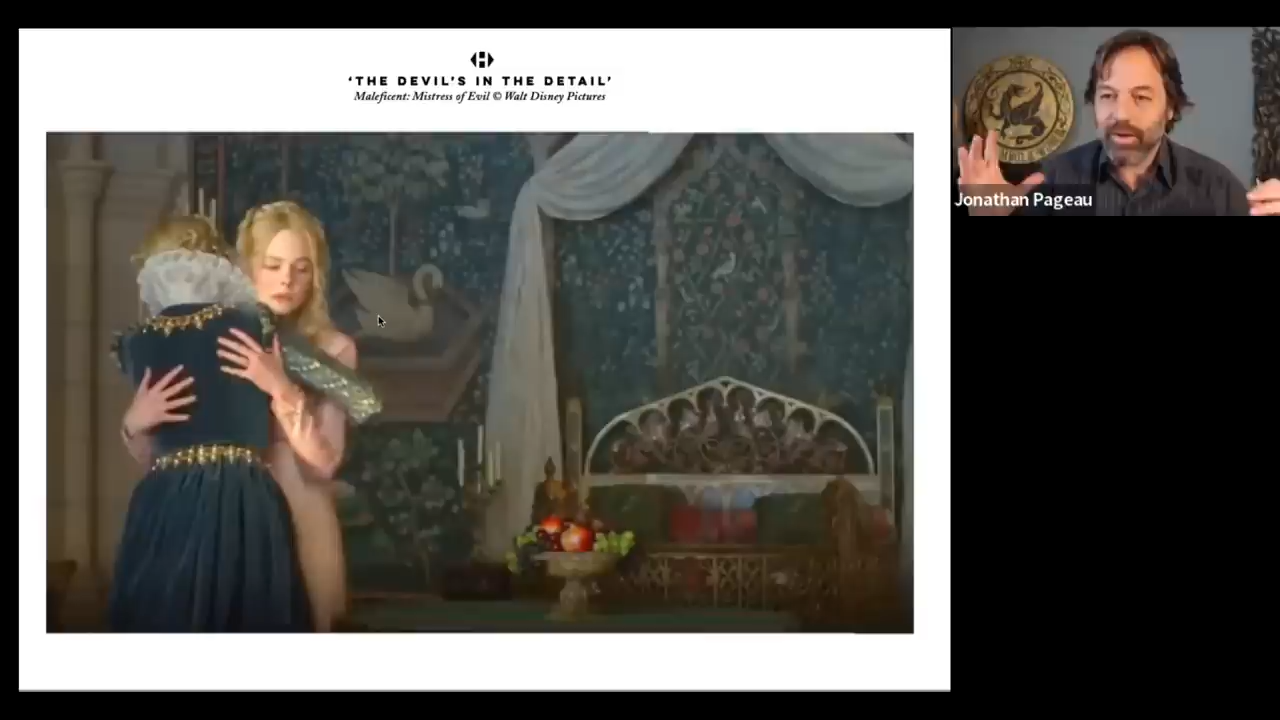 ‘THE DEVIL’S IN THE DETAIL’
Maleficent: Mistress of Evil © Walt Disney Pictures
Jonathan Pageau